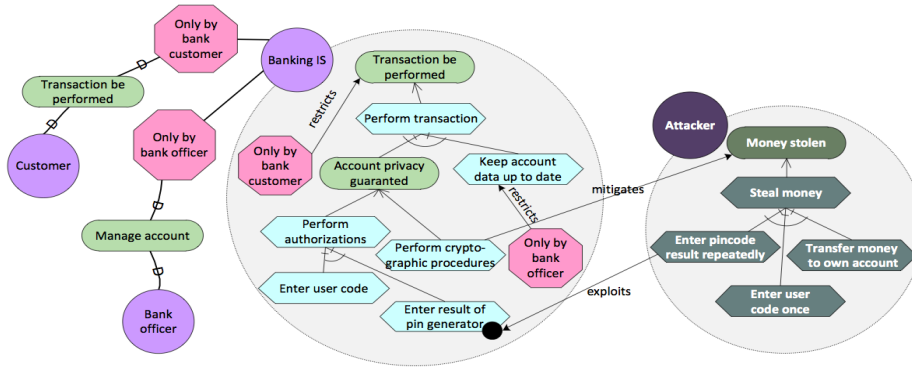 Only by
bank
customer
D
Transaction be
performed
D
Customer
Only by
bank officer
D
Manage account
D
Bank
officer
Banking IS
Transaction be
performed
restricts
Only by
bank
customer
Perform transaction
Account privacy
guaranted
Keep account
data up to date
restricts
Only by
bank
officer
Perform
authorizations
Perform crypto-
graphic procedures
Enter user code
Enter result of
pin generator
mitigates
exploits
Attacker
Money stolen
Steal money
Enter pincode
result repeatedly
Transfer money
to own account
Enter user
code once